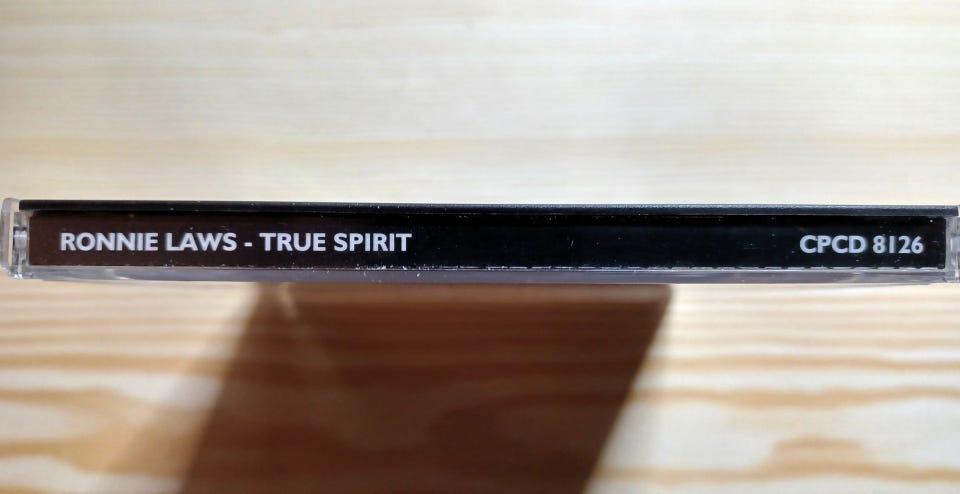 RONNIE LAWS - TRUE SPIRIT CPCD 8126